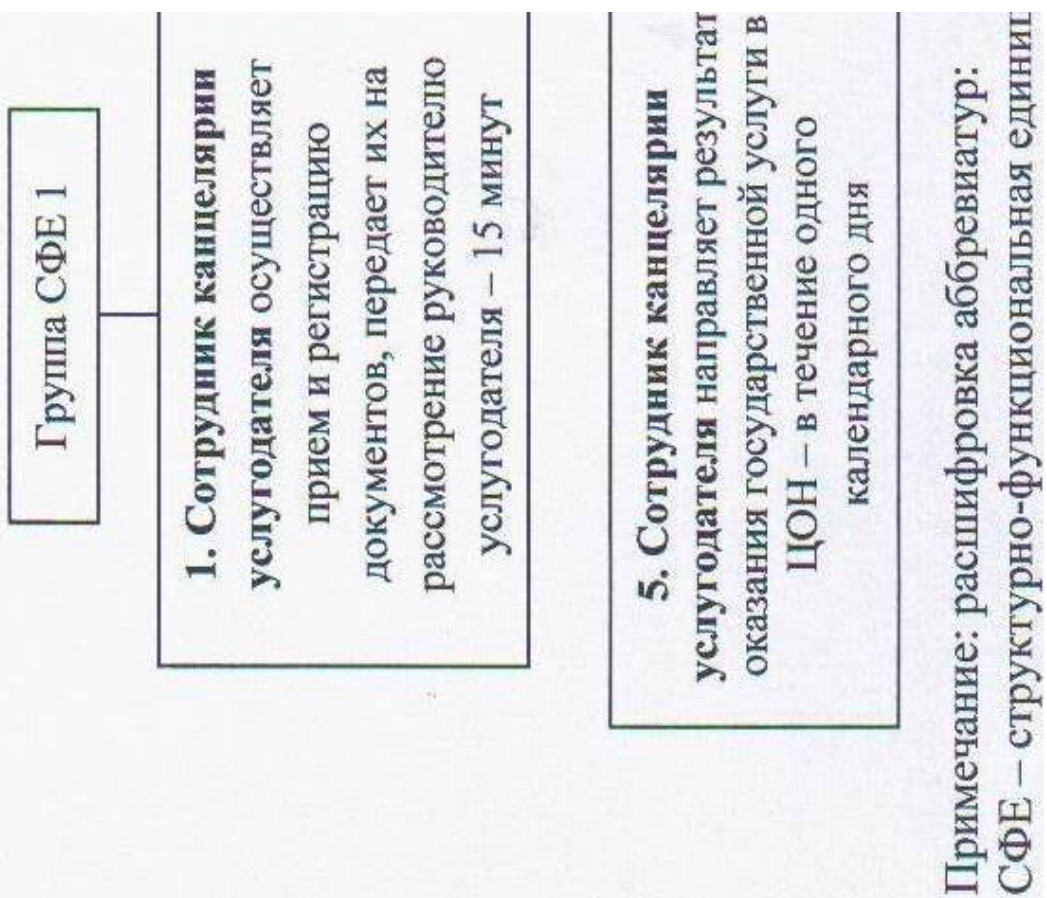 Группа СФЕ 1
1. Сотрудник канцелярии
услугодателя осуществляет
прием и регистрацию
документов, передает их на
рассмотрение руководителю
услугодателя – 15 минут
5. Сотрудник канцелярии
услугодателя направляет результат
оказания государственной услуги в
ЦОН – в течение одного
календарного дня
Примечание: расшифровка аббревиатур:
СФЕ – структурно-функциональная